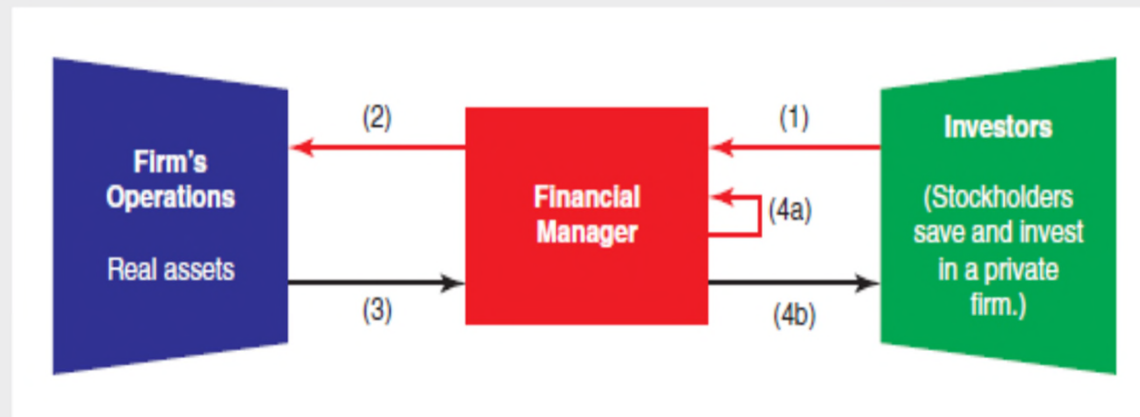 Firm's
Operations
Real assets
(2)
(3)
Financial
Manager
(1)
(4a)
(4b)
Investors
(Stockholders
save and invest
in a private
firm.)